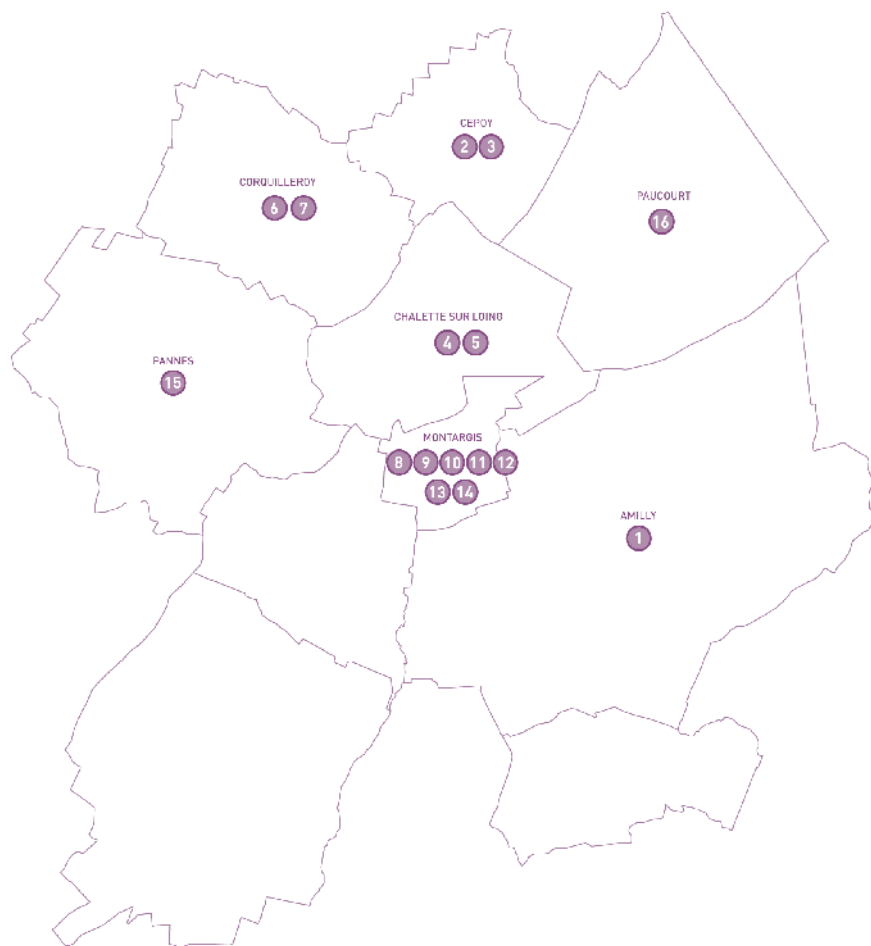 CEPOY
2 3
CORQUILLEROY
6 7
PAUCOURT
16
CHALETTE SUR LOING
4 5
PANNES
15
MONTARGIS
8 9 10 11 12
13 14
AMILLY
1